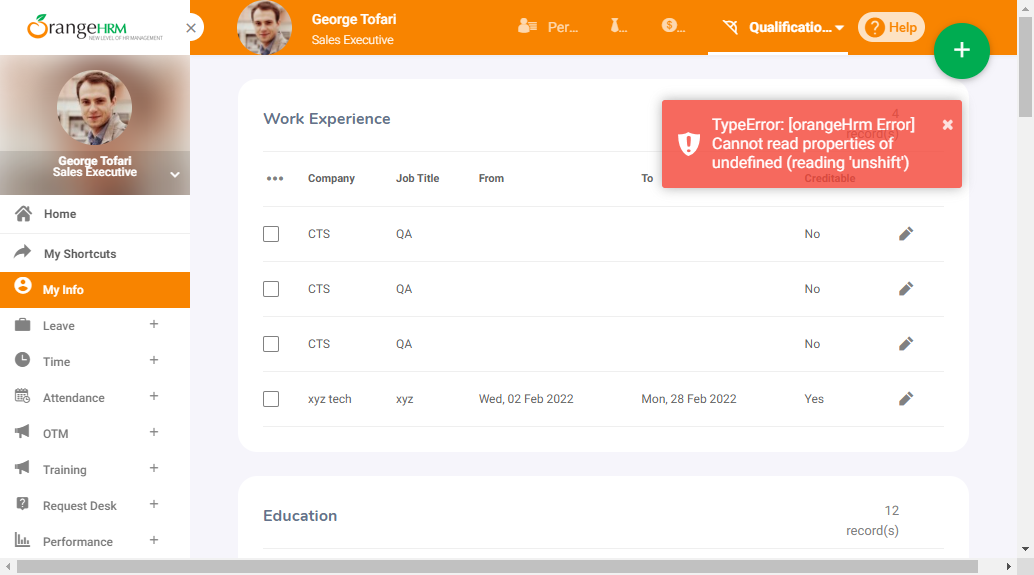 OrangeHRM
NEW LEVEL OF HR MANAGEMENT
George Tofari
Sales Executive
Home
My Shortcuts
My Info
Leave
Time
Attendance
OTM
Training
Request Desk
Performance
George Tofari
Sales Executive
Per...
...
...
Qualificatio...
Help
TypeError: [orangeHrm Error]
Cannot read properties of
undefined (reading 'unshift')
Work Experience
4
record(s)
Company Job Title From To Creditable
CTS QA No
CTS QA No
CTS QA No
xyz tech xyz Wed, 02 Feb 2022 Mon, 28 Feb 2022 Yes
Education
12
record(s)